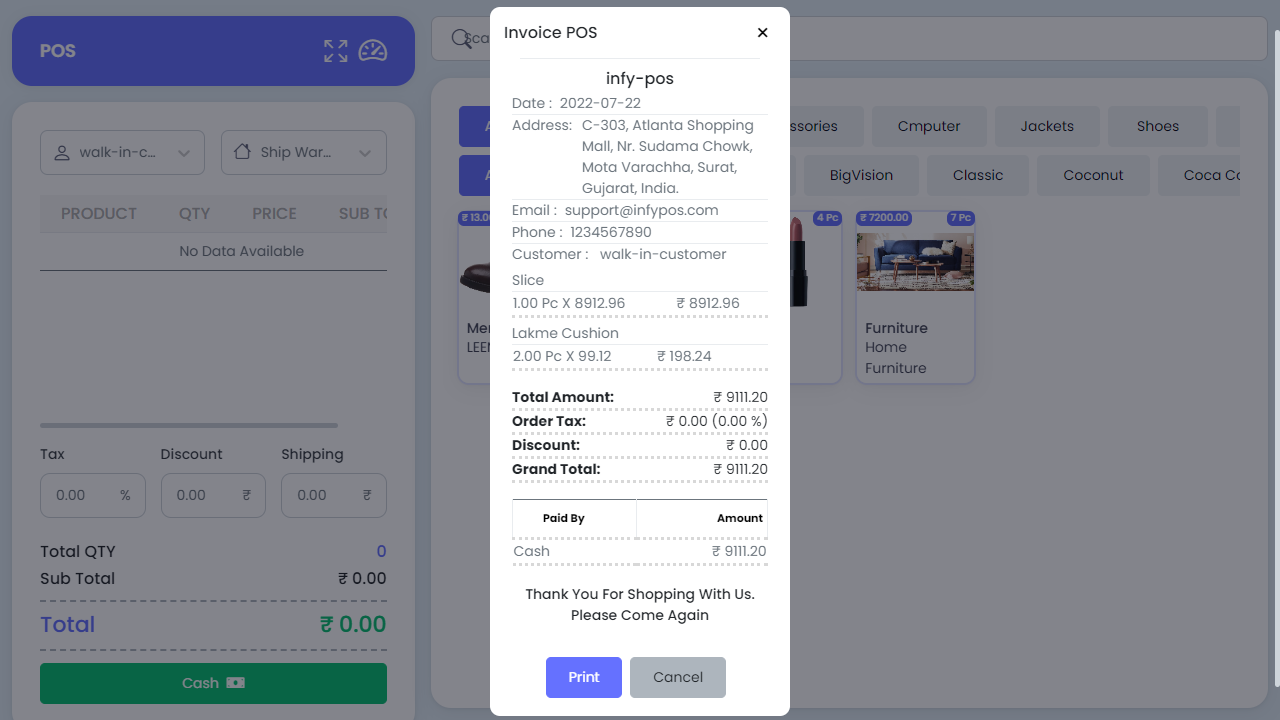 POS
walk-in-c...
Ship War...
PRODUCT QTY PRICE SUB TO
No Data Available
Tax Discount Shipping
0.00 % 0.00 ₹ 0.00 ₹
Total QTY 0
Sub Total ₹ 0.00
Total ₹ 0.00
Cash
Invoice POS ×
infy-pos
Date : 2022-07-22
Address: C-303, Atlanta Shopping
Mall, Nr. Sudama Chowk,
Mota Varachha, Surat,
Gujarat, India.
Email : support@infypos.com
Phone : 1234567890
Customer : walk-in-customer
Slice
1.00 Pc X 8912.96 ₹ 8912.96
Lakme Cushion
2.00 Pc X 99.12 ₹ 198.24
Total Amount: ₹ 9111.20
Order Tax: ₹ 0.00 (0.00 %)
Discount: ₹ 0.00
Grand Total: ₹ 9111.20
Paid By Amount
Cash ₹ 9111.20
Thank You For Shopping With Us.
Please Come Again
Print Cancel
Cmputer Jackets Shoes
BigVision Classic Coconut Coca Co
4 Pc ₹ 7200.00 7 Pc
Furniture
Home
Furniture